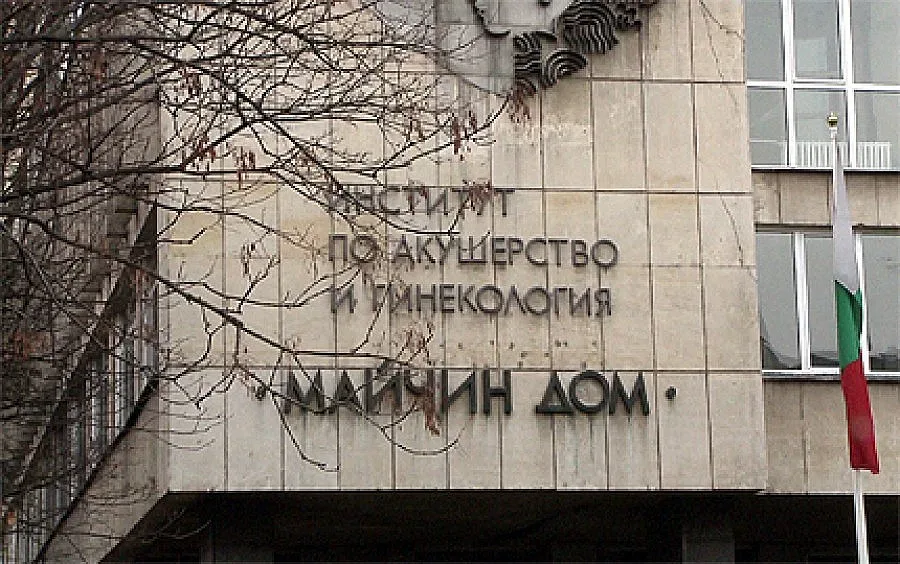 ИНСТИТУТ
ПО АКУШЕРСТВО
И ГИНЕКОЛОГИЯ
• МАЙЧИН ДОМ •